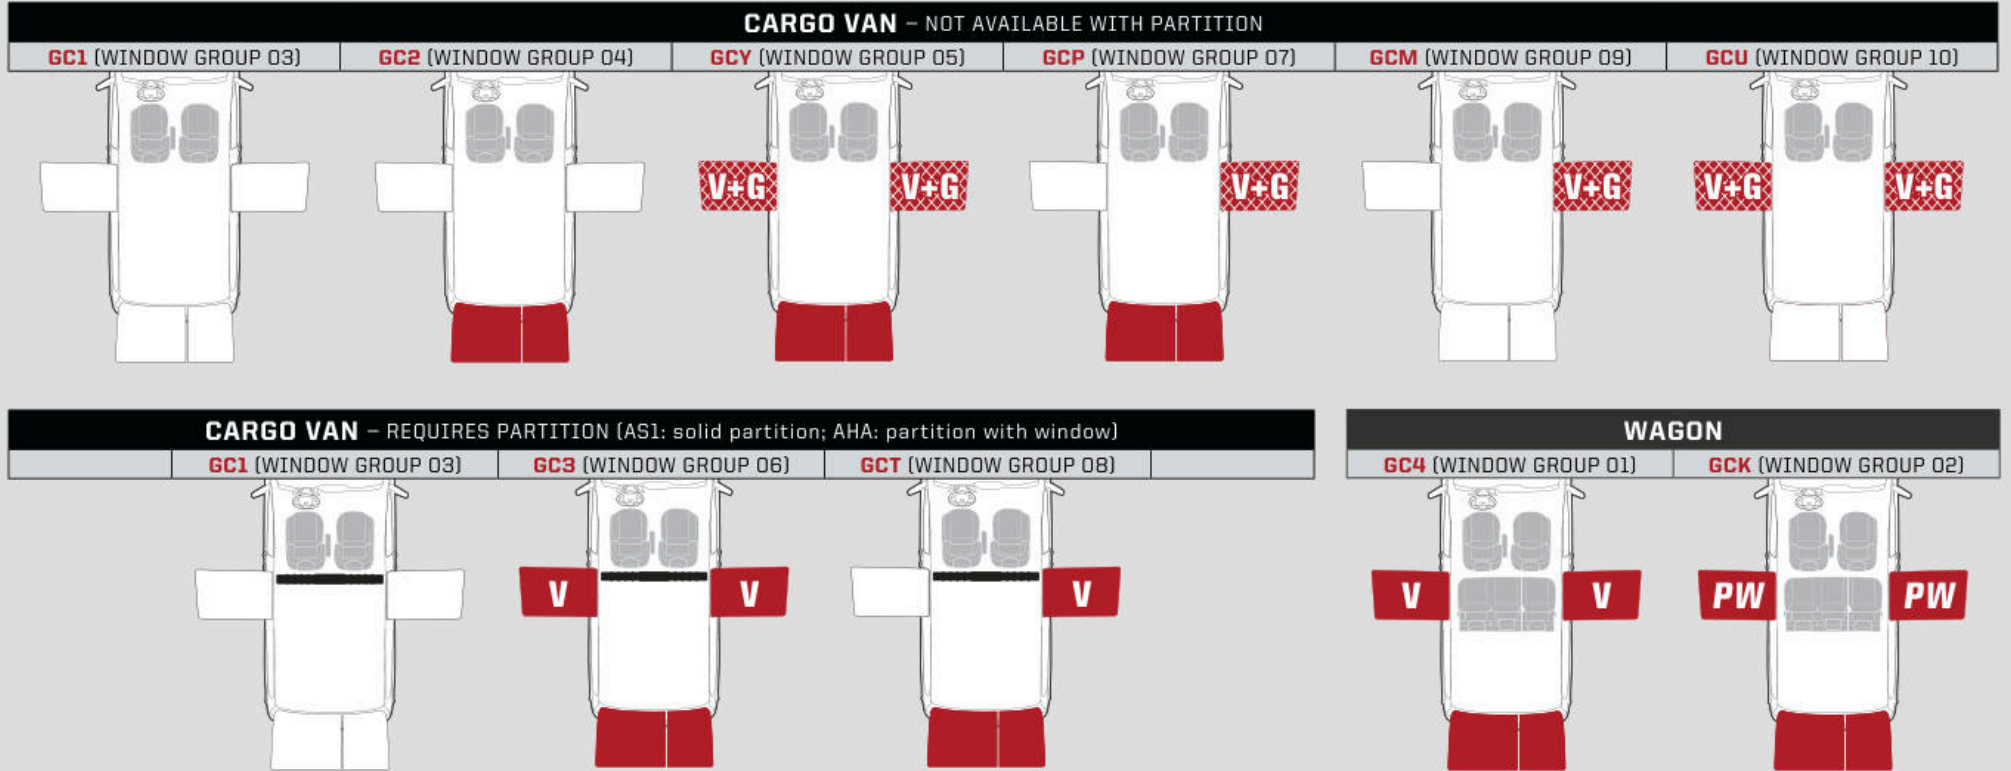 CARGO VAN – NOT AVAILABLE WITH PARTITION
GC1 (WINDOW GROUP 03)
GC2 (WINDOW GROUP 04)
GCY (WINDOW GROUP 05)
GCP (WINDOW GROUP 07)
GCM (WINDOW GROUP 09)
GCU (WINDOW GROUP 10)
V+G
V+G
V+G
V+G
V+G
V+G
CARGO VAN – REQUIRES PARTITION (AS1: solid partition; AHA: partition with window)
GC1 (WINDOW GROUP 03)
GC3 (WINDOW GROUP 06)
GCT (WINDOW GROUP 08)
V
V
V
WAGON
GC4 (WINDOW GROUP 01)
GCK (WINDOW GROUP 02)
V
V
PW
PW